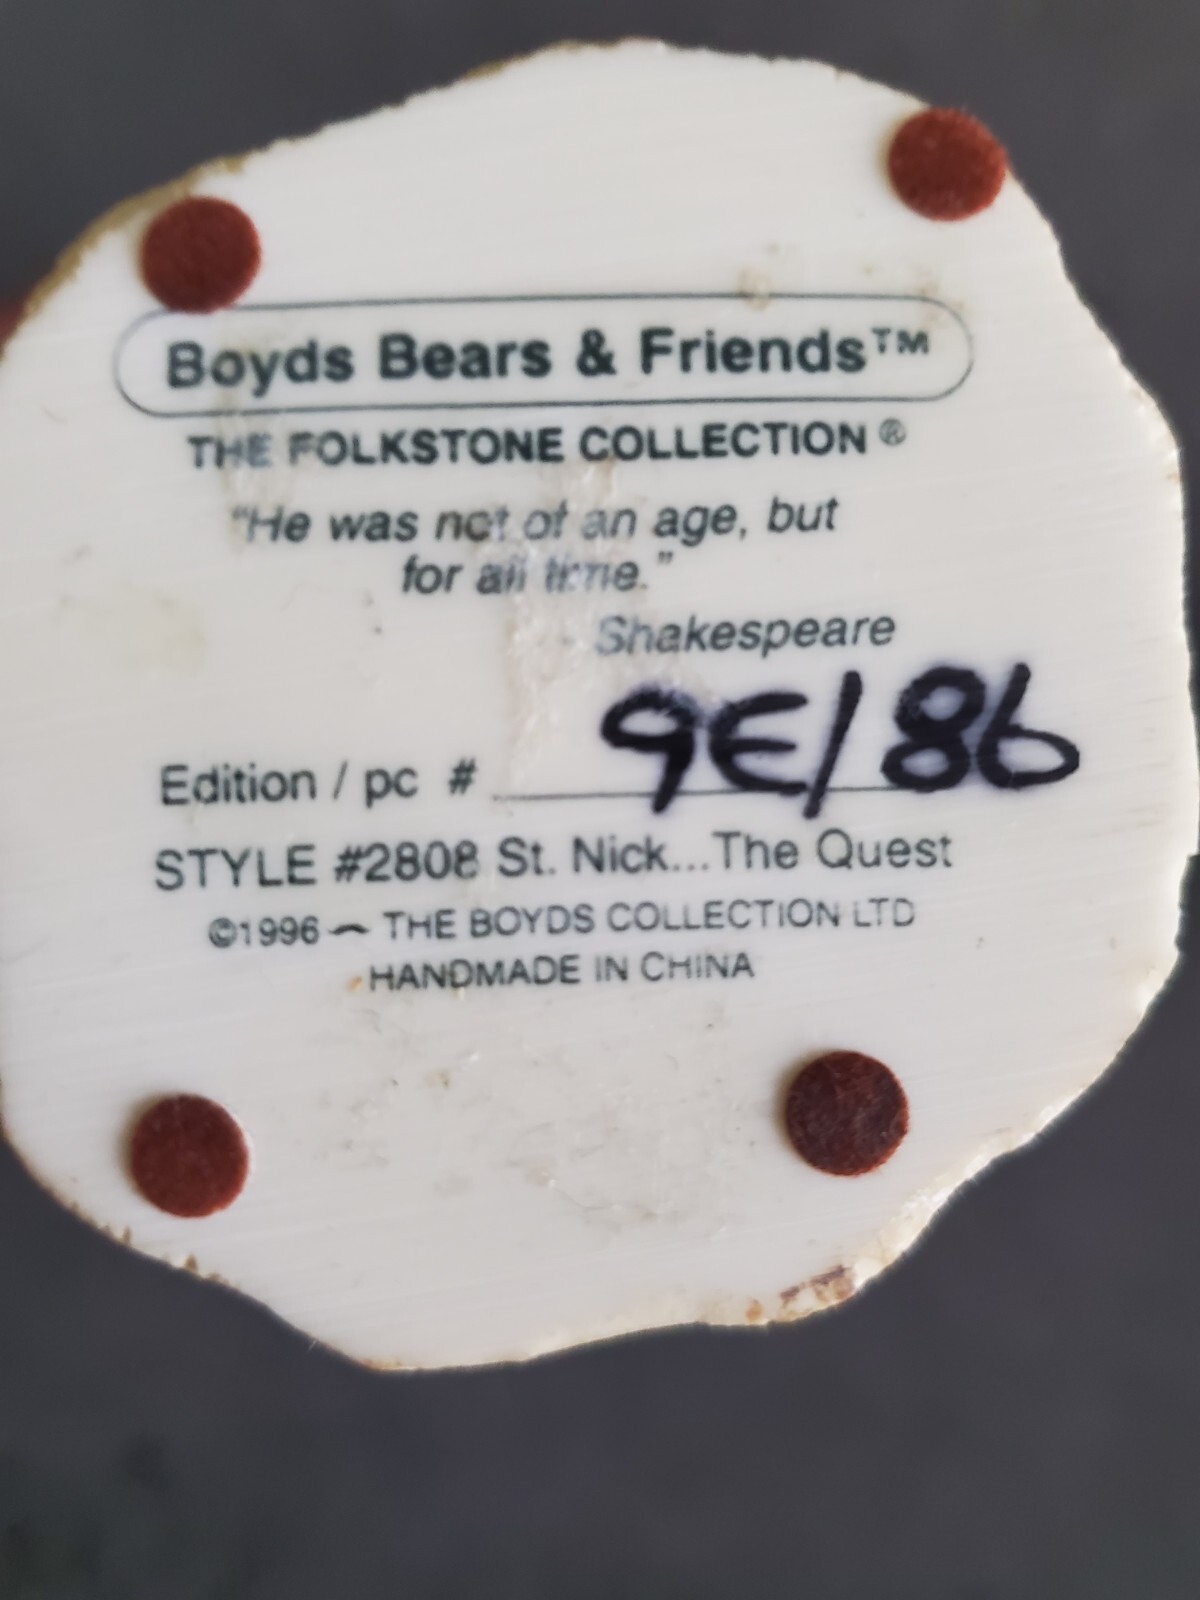 Boyds Bears & Friends™
THE FOLKSTONE COLLECTION ®
"He was not of an age, but
for all time."
Shakespeare
Edition / pc # 9E/86
STYLE #2808 St. Nick...The Quest
©1996 ~ THE BOYDS COLLECTION LTD
HANDMADE IN CHINA